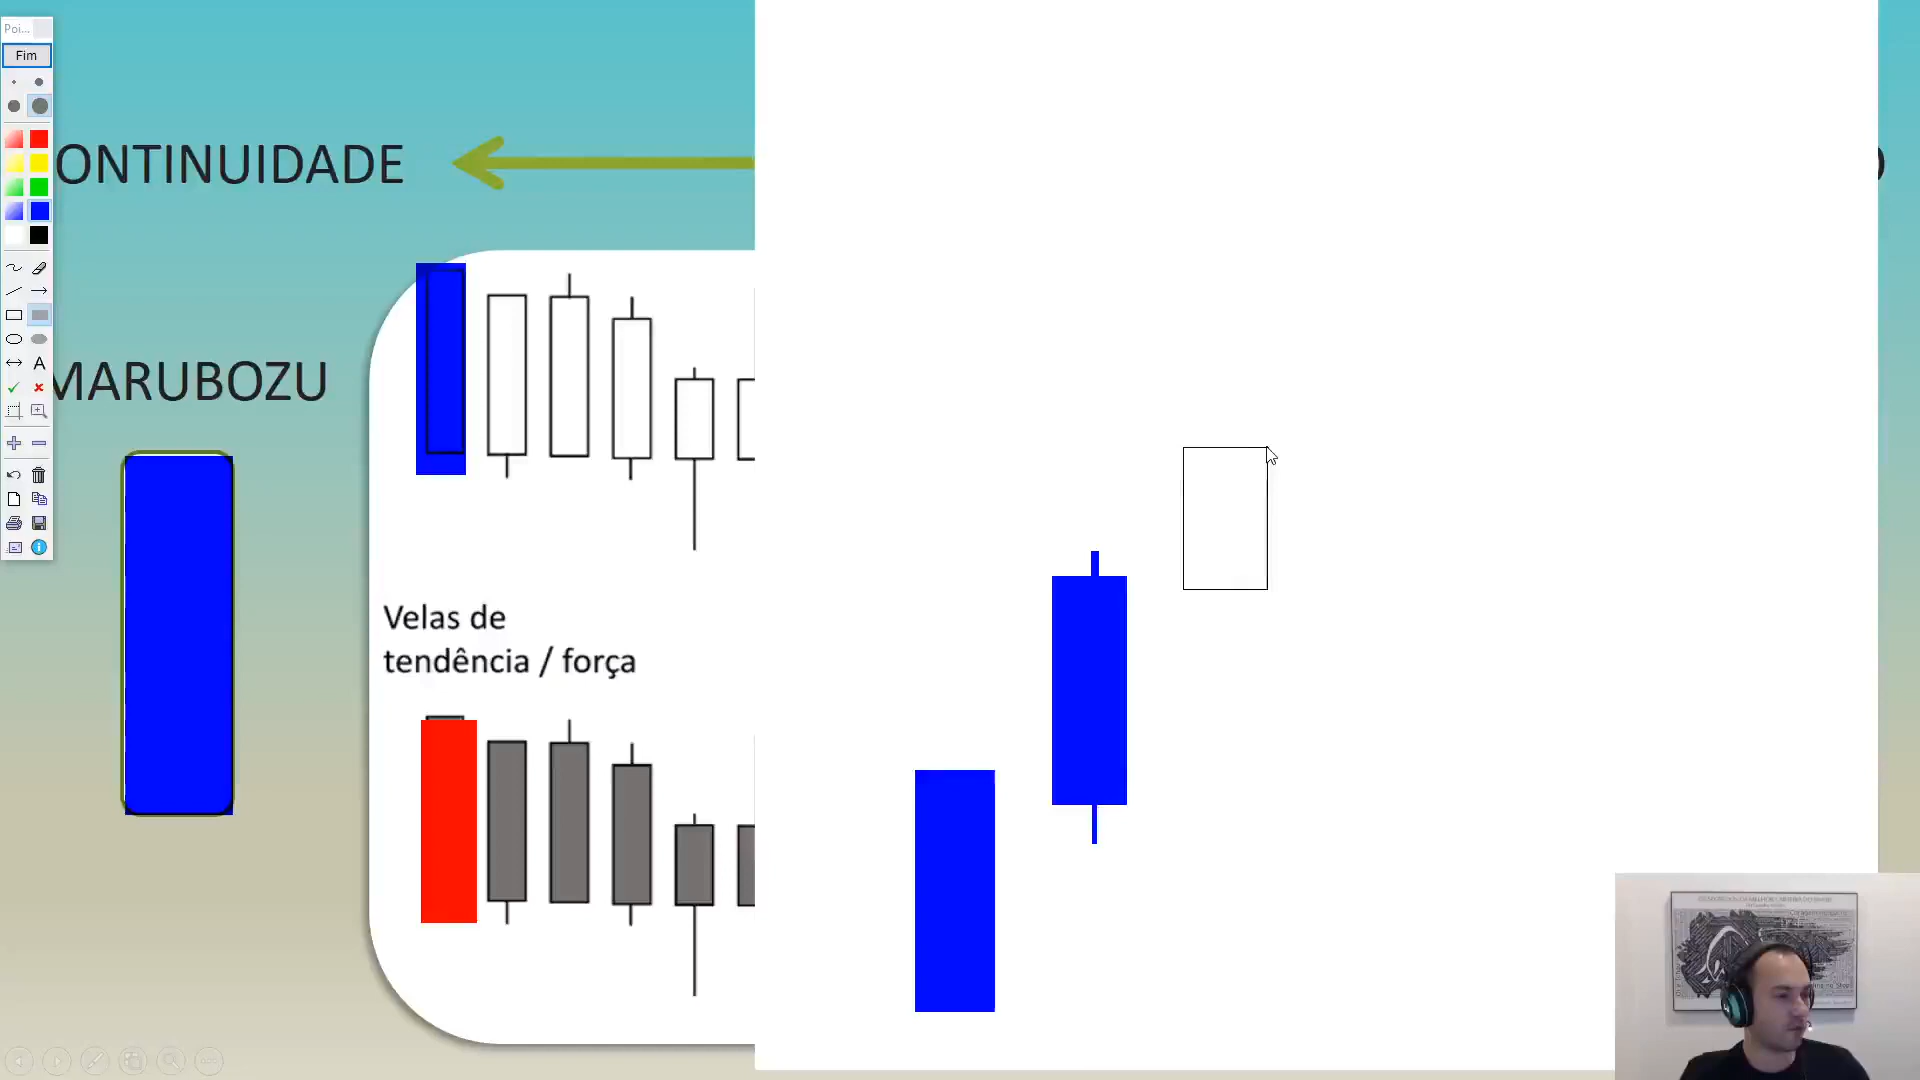 Poi...
Fim
ONTINUIDADE
MARUBOZU
Velas de
tendência / força
A